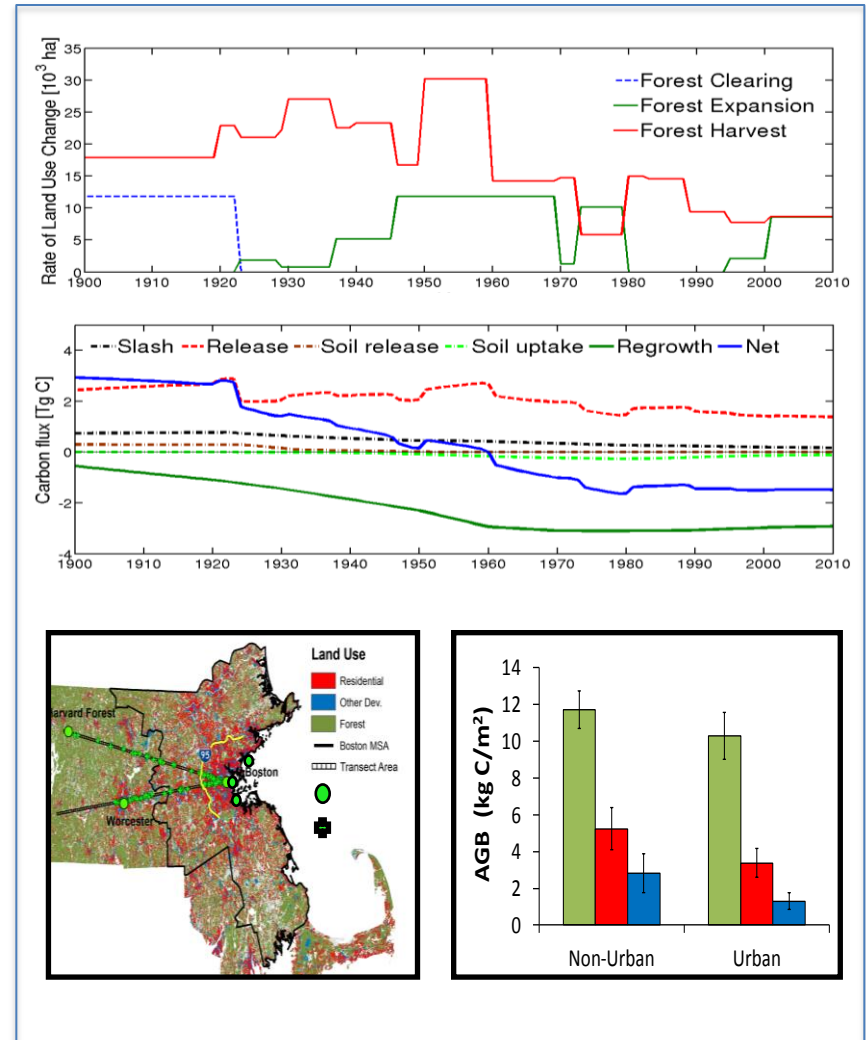 35
30
25
20
15
10
5
0
Rate of Land Use Change [10³ ha]
Forest Clearing
Forest Expansion
Forest Harvest
1900 1910 1920 1930 1940 1950 1960 1970 1980 1990 2000 2010
4
2
0
-2
-4
Carbon flux [Tg C]
Slash Release Soil release Soil uptake Regrowth Net
1900 1910 1920 1930 1940 1950 1960 1970 1980 1990 2000 2010
Land Use
Residential
Other Dev.
Forest
Boston MSA
Transect Area
Harvard Forest
95
Boston
Worcester
14
12
10
8
6
4
2
0
AGB (kg C/m²)
Non-Urban Urban